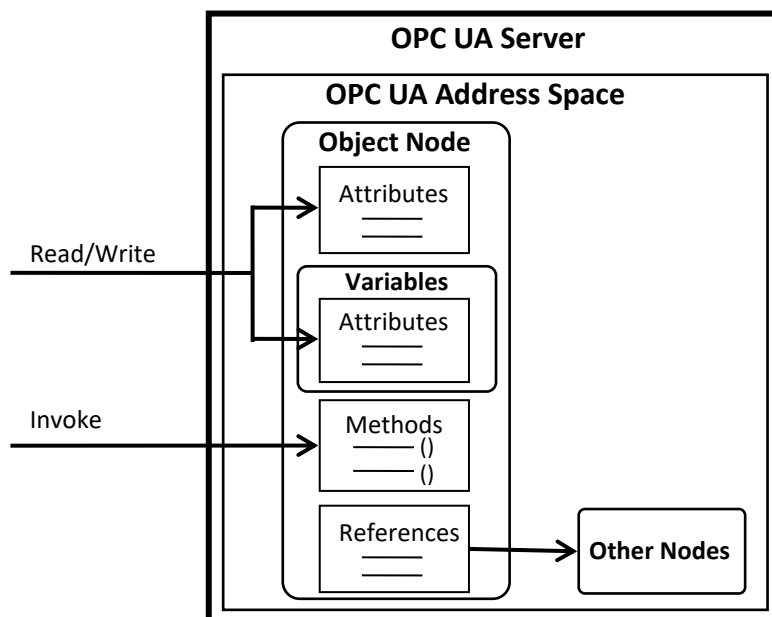 OPC UA Server
OPC UA Address Space
Object Node
Attributes
Read/Write
Variables
Attributes
Invoke
Methods
()
()
References
Other Nodes